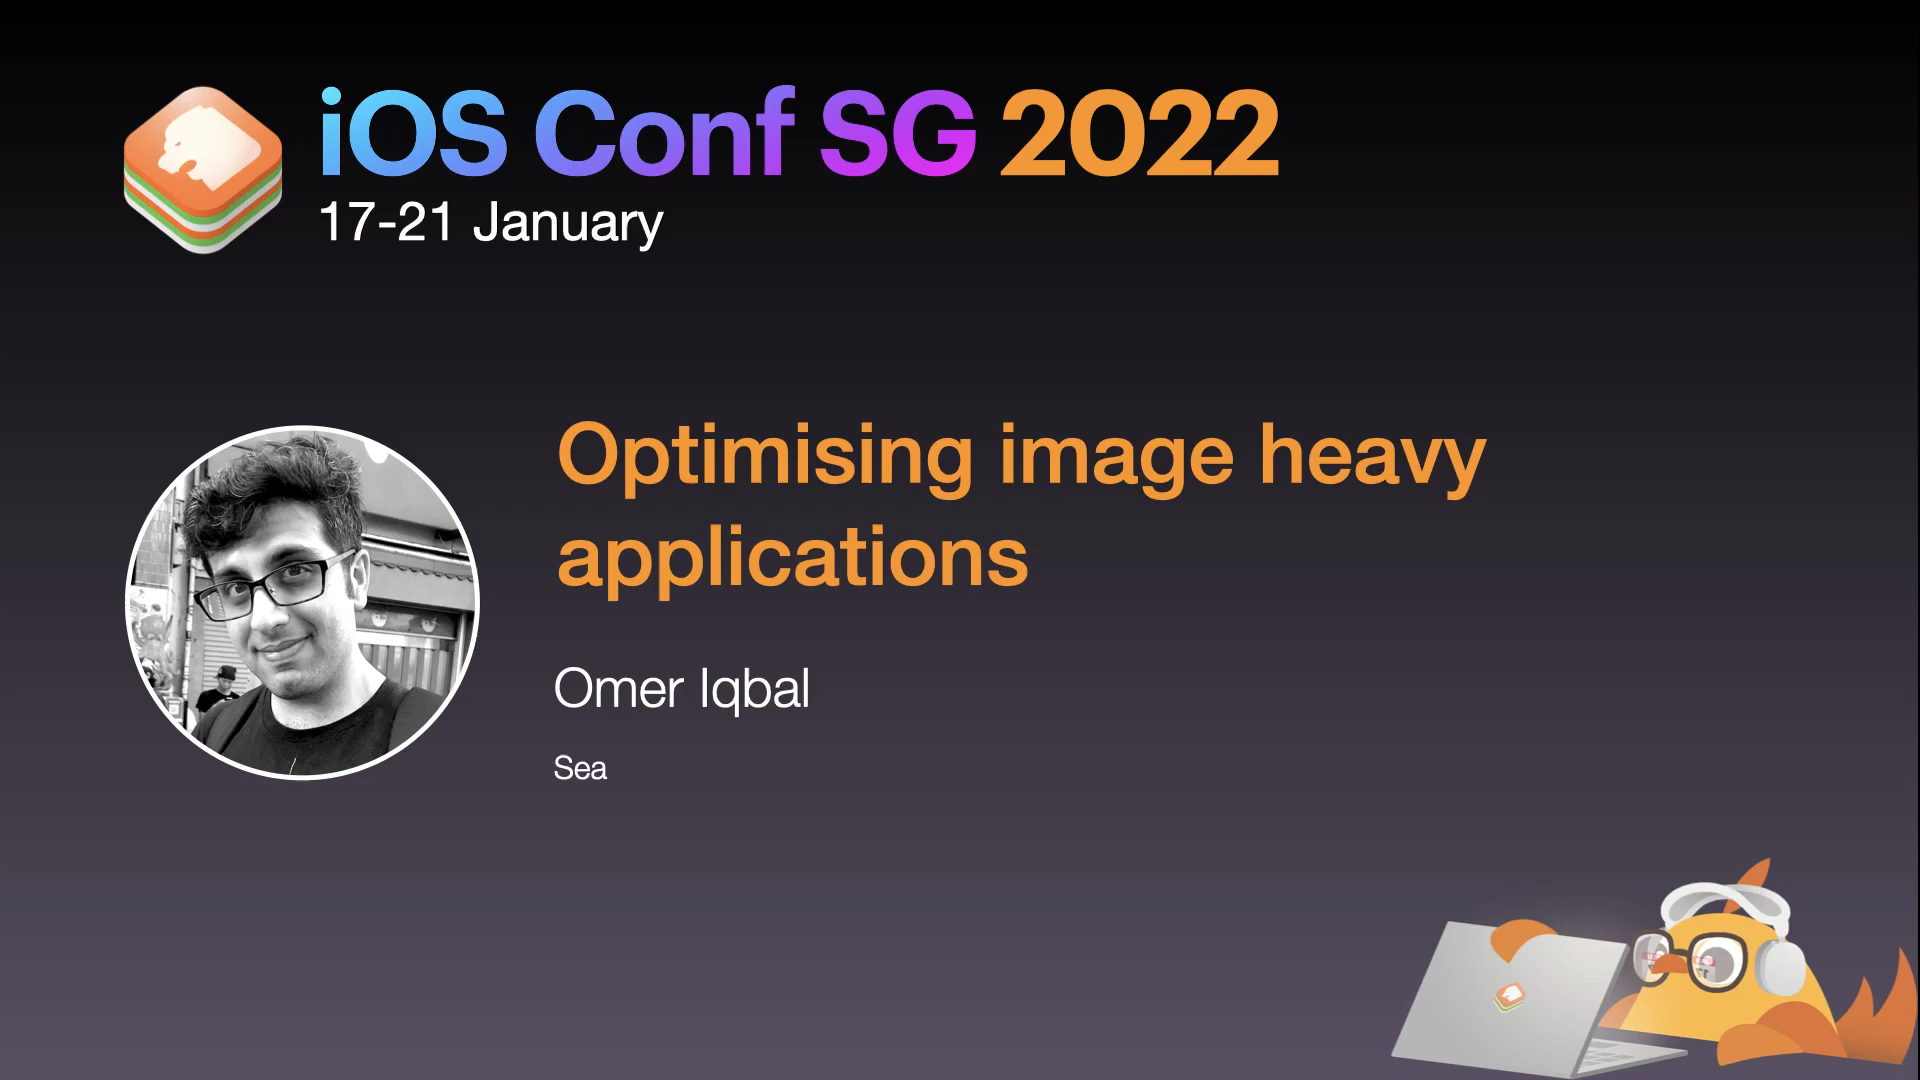 iOS Conf SG 2022
17-21 January
Optimising image heavy
applications
Omer Iqbal
Sea